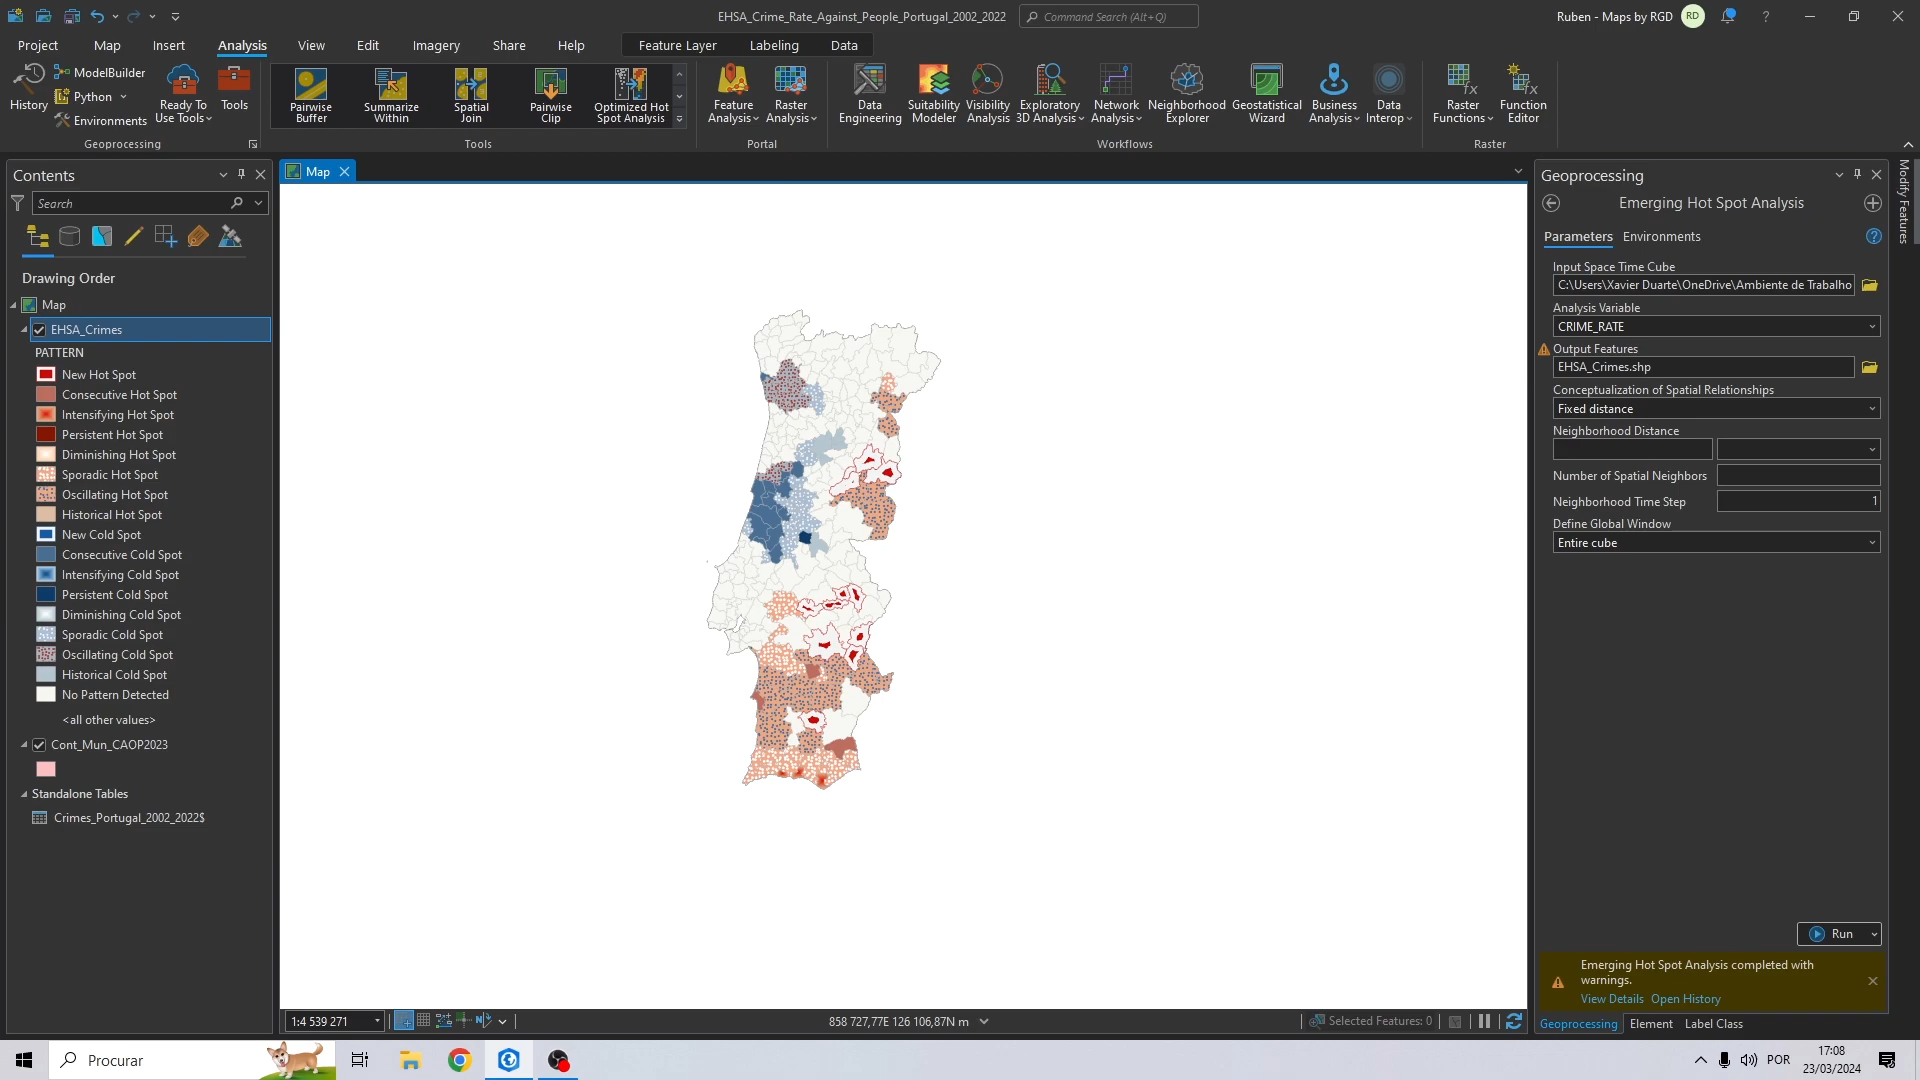 EHSA_Crime_Rate_Against_People_Portugal_2002_2022
Command Search (Alt+Q)
Ruben - Maps by RGD
RD
?
Project
Map
Insert
Analysis
View
Edit
Imagery
Share
Help
Feature Layer
Labeling
Data
History
ModelBuilder
Python
Environments
Ready To
Use Tools
Tools
Geoprocessing
Pairwise
Buffer
Summarize
Within
Spatial
Join
Pairwise
Clip
Optimized Hot
Spot Analysis
Tools
Feature
Analysis
Raster
Analysis
Portal
Data
Engineering
Suitability
Modeler
Visibility
Analysis
Exploratory
3D Analysis
Network
Analysis
Neighborhood
Explorer
Geostatistical
Wizard
Business
Analysis
Data
Interop
Workflows
Raster
Functions
Function
Editor
Raster
Contents
Search
Drawing Order
Map
EHSA_Crimes
PATTERN
New Hot Spot
Consecutive Hot Spot
Intensifying Hot Spot
Persistent Hot Spot
Diminishing Hot Spot
Sporadic Hot Spot
Oscillating Hot Spot
Historical Hot Spot
New Cold Spot
Consecutive Cold Spot
Intensifying Cold Spot
Persistent Cold Spot
Diminishing Cold Spot
Sporadic Cold Spot
Oscillating Cold Spot
Historical Cold Spot
No Pattern Detected
<all other values>
Cont_Mun_CAOP2023
Standalone Tables
Crimes_Portugal_2002_2022$
Map
1:4 539 271
858 727,77E 126 106,87N m
Selected Features: 0
Geoprocessing
Emerging Hot Spot Analysis
Parameters
Environments
?
Input Space Time Cube
C:\Users\Xavier Duarte\OneDrive\Ambiente de Trabalho
Analysis Variable
CRIME_RATE
Output Features
EHSA_Crimes.shp
Conceptualization of Spatial Relationships
Fixed distance
Neighborhood Distance
Number of Spatial Neighbors
Neighborhood Time Step
1
Define Global Window
Entire cube
Run
Emerging Hot Spot Analysis completed with
warnings.
View Details
Open History
Geoprocessing
Element
Label Class
Modify Features
Procurar
POR
17:08
23/03/2024